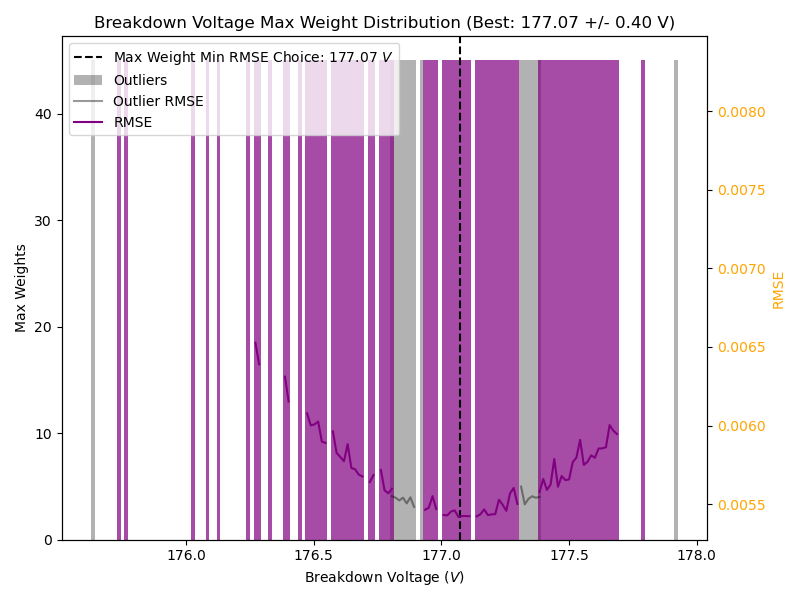 Breakdown Voltage Max Weight Distribution (Best: 177.07 +/- 0.40 V)
Max Weight Min RMSE Choice: 177.07 V
Outliers
Outlier RMSE
RMSE
Max Weights
40
30
20
10
0
0.0080
0.0075
0.0070
0.0065
0.0060
0.0055
RMSE
176.0 176.5 177.0 177.5 178.0
Breakdown Voltage (V)